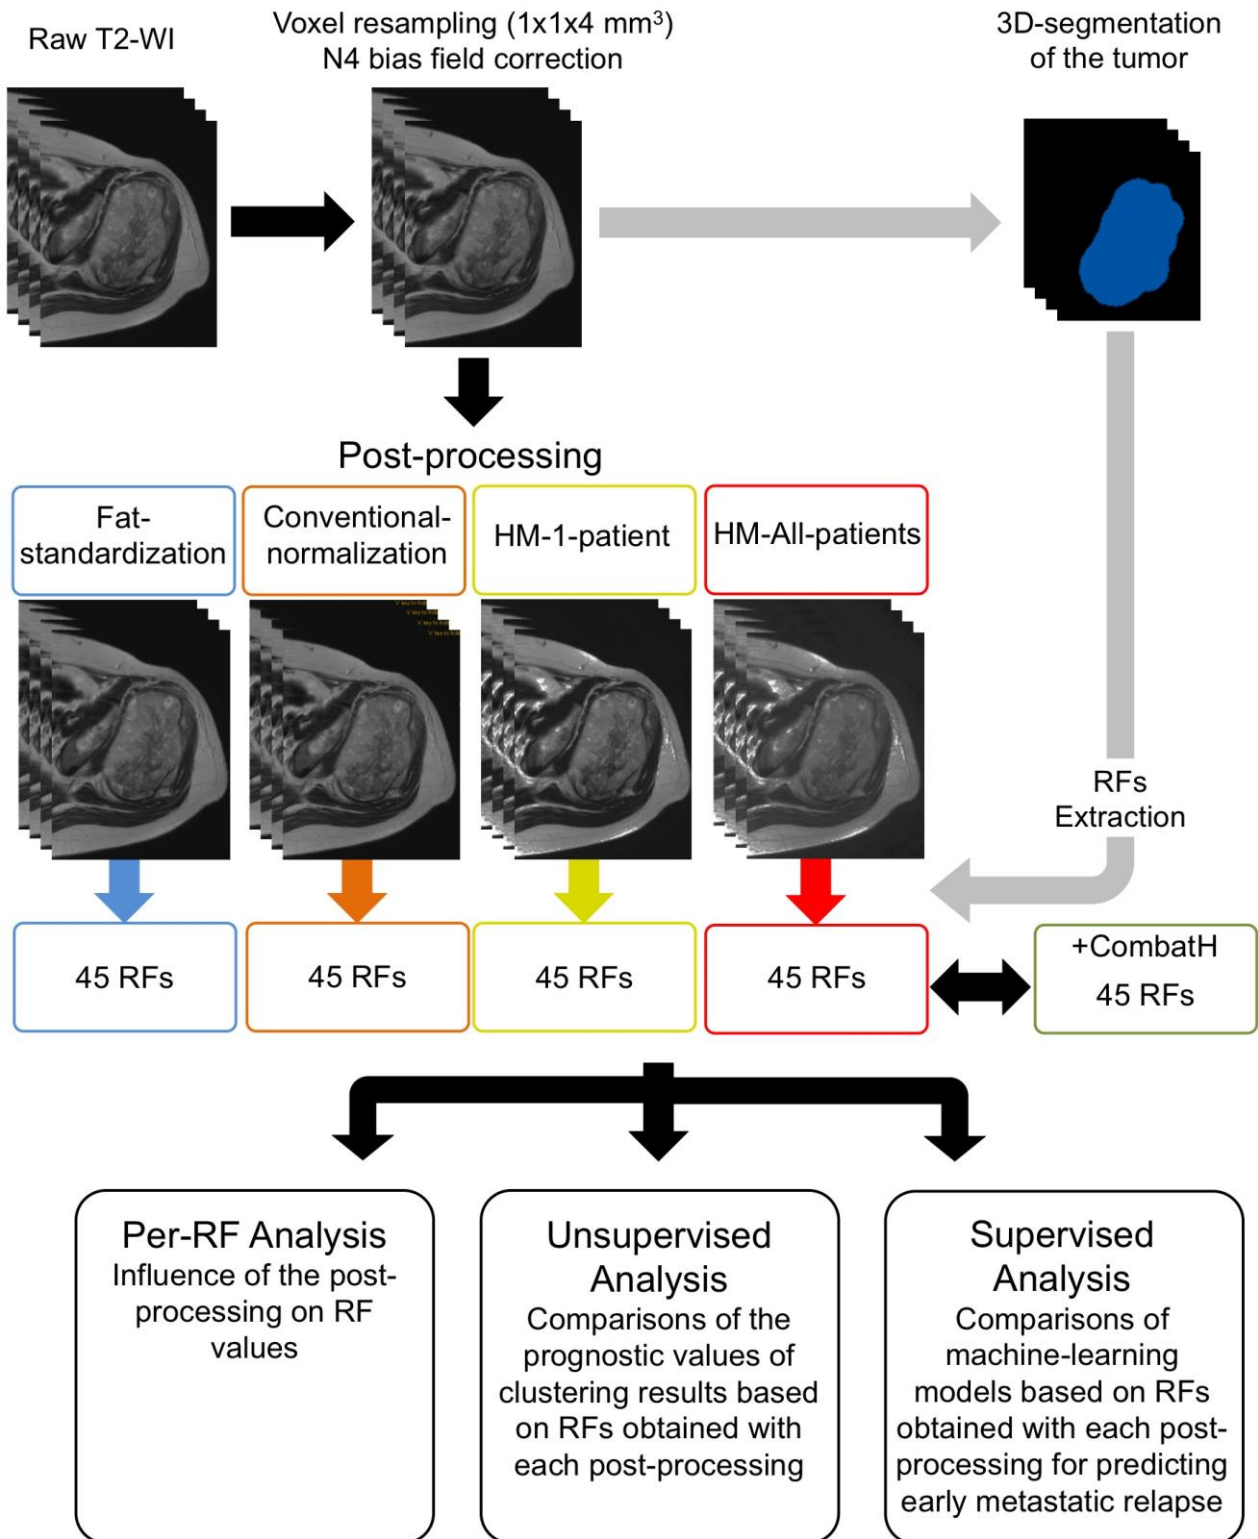 Raw T2-WI
Voxel resampling (1x1x4 mm³)
N4 bias field correction
3D-segmentation
of the tumor
Post-processing
Fat-
standardization
Conventional-
normalization
HM-1-patient
HM-All-patients
RFs
Extraction
45 RFs
45 RFs
45 RFs
45 RFs
+CombatH
45 RFs
Per-RF Analysis
Influence of the post-
processing on RF
values
Unsupervised
Analysis
Comparisons of the
prognostic values of
clustering results based
on RFs obtained with
each post-processing
Supervised
Analysis
Comparisons of
machine-learning
models based on RFs
obtained with each post-
processing for predicting
early metastatic relapse